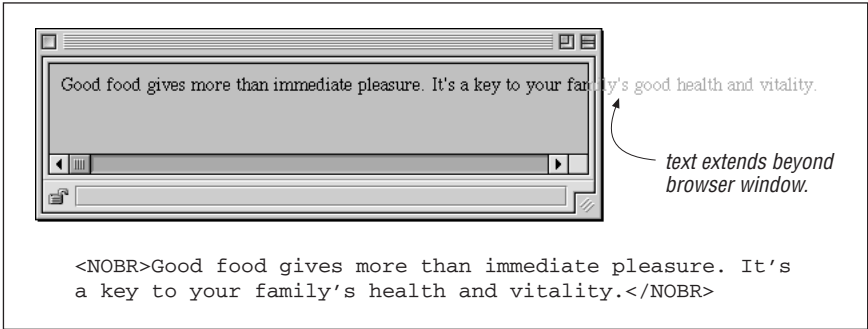 Good food gives more than immediate pleasure. It's a key to your family's good health and vitality.
text extends beyond
browser window.
<NOBR>Good food gives more than immediate pleasure. It’s
a key to your family’s health and vitality.</NOBR>